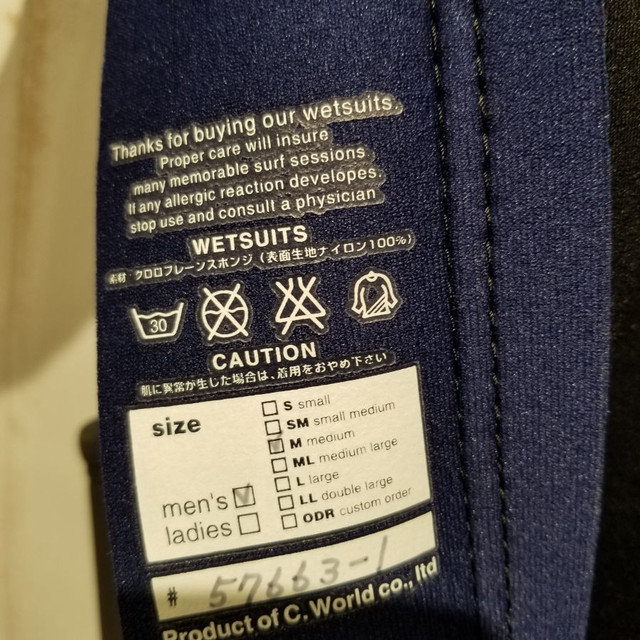 Thanks for buying our wetsuits.
Proper care will insure
many memorable surf sessions
If any allergic reaction developes.
stop use and consult a physician
WETSUITS
素材 クロロフレーンスポンジ（表面生地ナイロン100%）
30
CAUTION
肌に異常が生した場合は、着用をおやめ下さい
size
S small
SM small medium
M medium
ML medium large
L large
LL double large
ODR custom order
men's
ladies
# 57663-1
Product of C. World co., ltd